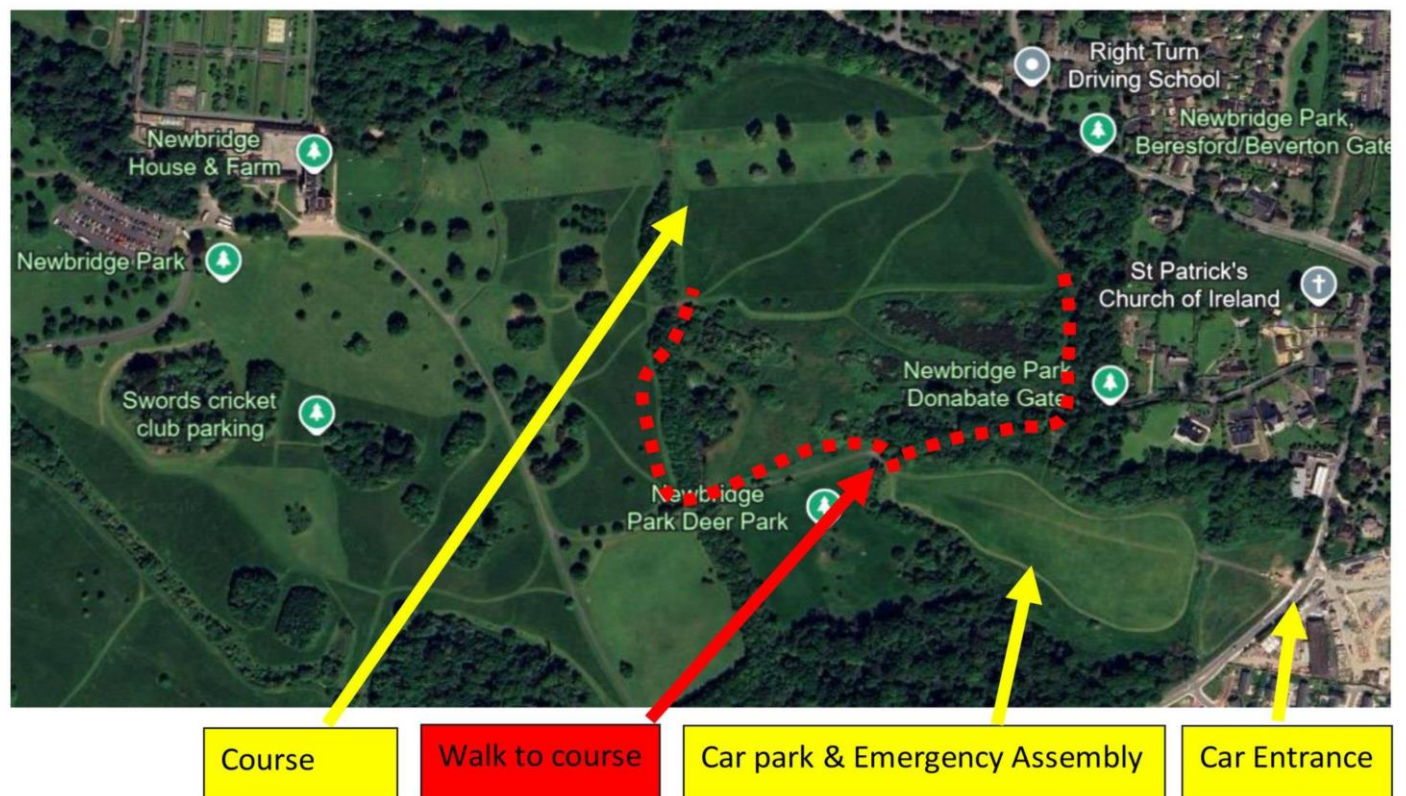 Right Turn
Driving School
Newbridge
House & Farm
Newbridge Park,
Beresford/Beverton Gate
Newbridge Park
St Patrick's
Church of Ireland
Newbridge Park
Donabate Gate
Swords cricket
club parking
Newbridge
Park Deer Park
Course
Walk to course
Car park & Emergency Assembly
Car Entrance